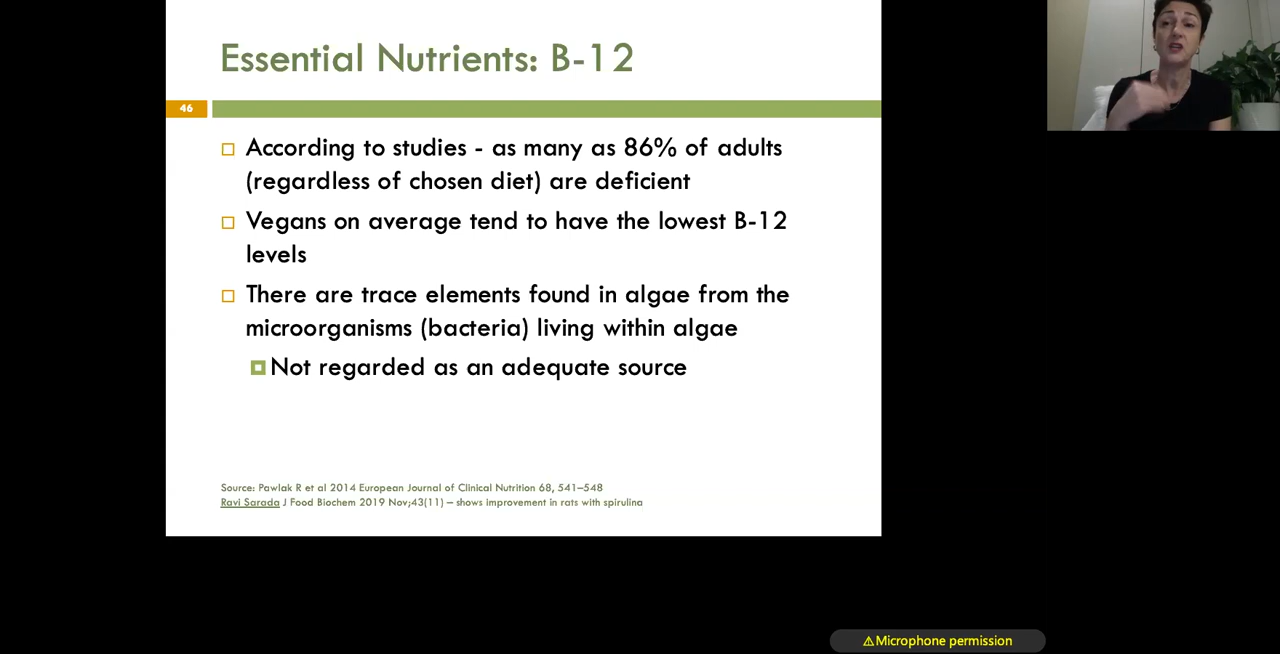 Essential Nutrients: B-12
46
According to studies - as many as 86% of adults
(regardless of chosen diet) are deficient
Vegans on average tend to have the lowest B-12
levels
There are trace elements found in algae from the
microorganisms (bacteria) living within algae
Not regarded as an adequate source
Source: Pawlak R et al 2014 European Journal of Clinical Nutrition 68, 541–548
Ravi Sarada J Food Biochem 2019 Nov;43(11) – shows improvement in rats with spirulina
⚠Microphone permission